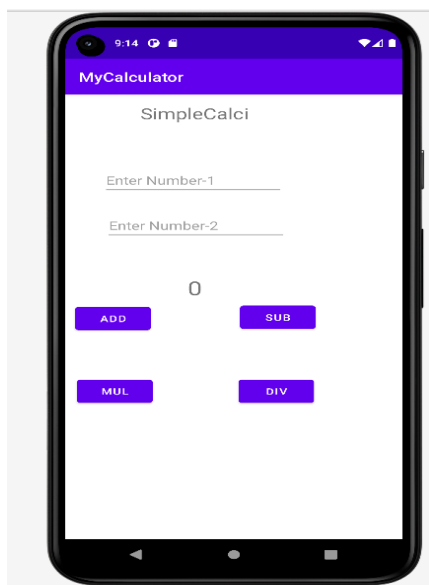 9:14
MyCalculator
SimpleCalci
Enter Number-1
Enter Number-2
0
ADD SUB
MUL DIV